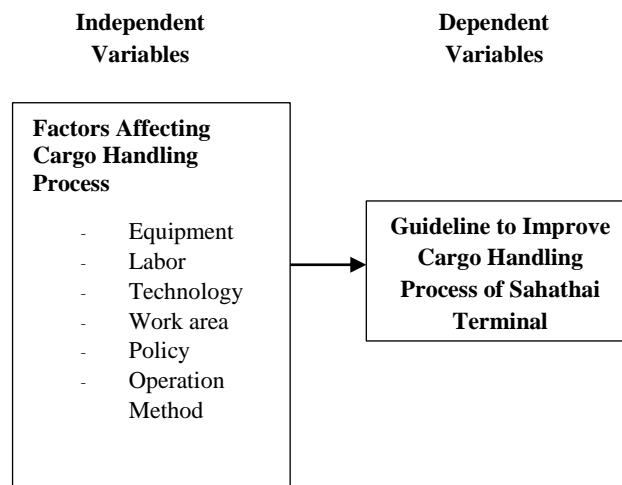 Independent
Variables
Dependent
Variables
Factors Affecting
Cargo Handling
Process
- Equipment
- Labor
- Technology
- Work area
- Policy
- Operation
Method
Guideline to Improve
Cargo Handling
Process of Sahathai
Terminal